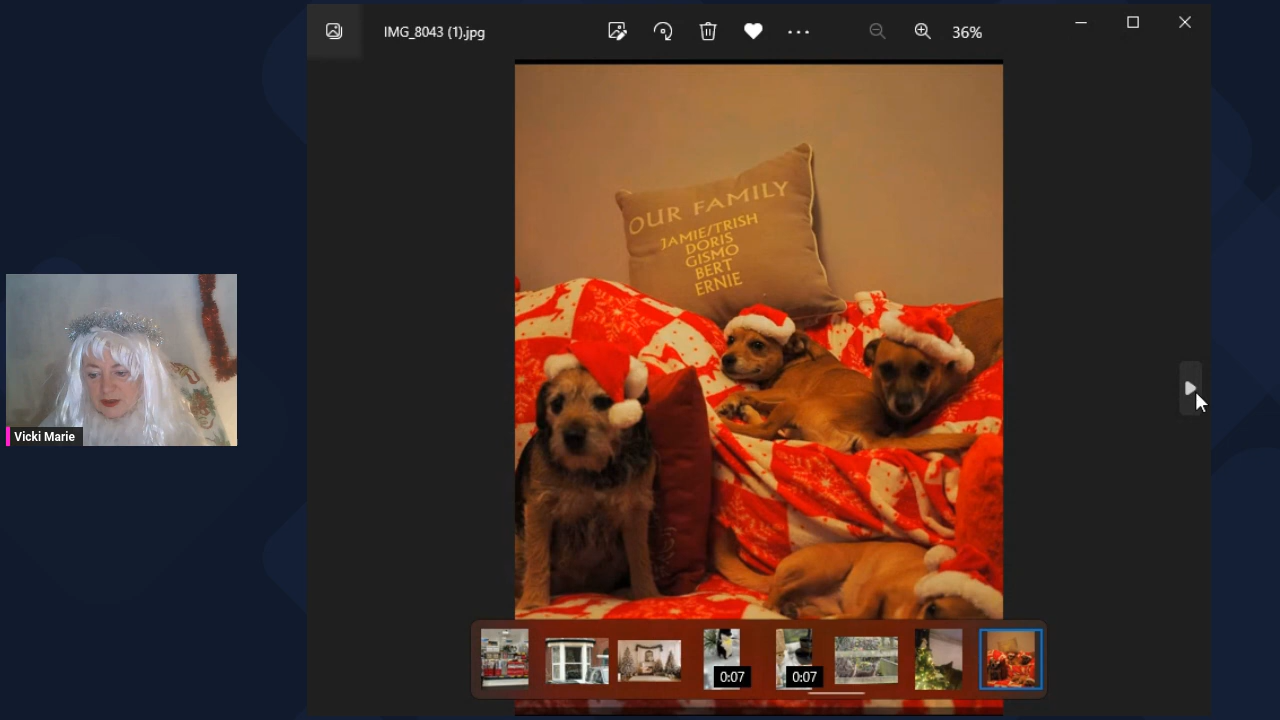 IMG_8043 (1).jpg
36%
OUR FAMILY
JAMIE/TRISH
DORIS
GISMO
BERT
ERNIE
Vicki Marie
0:07
0:07